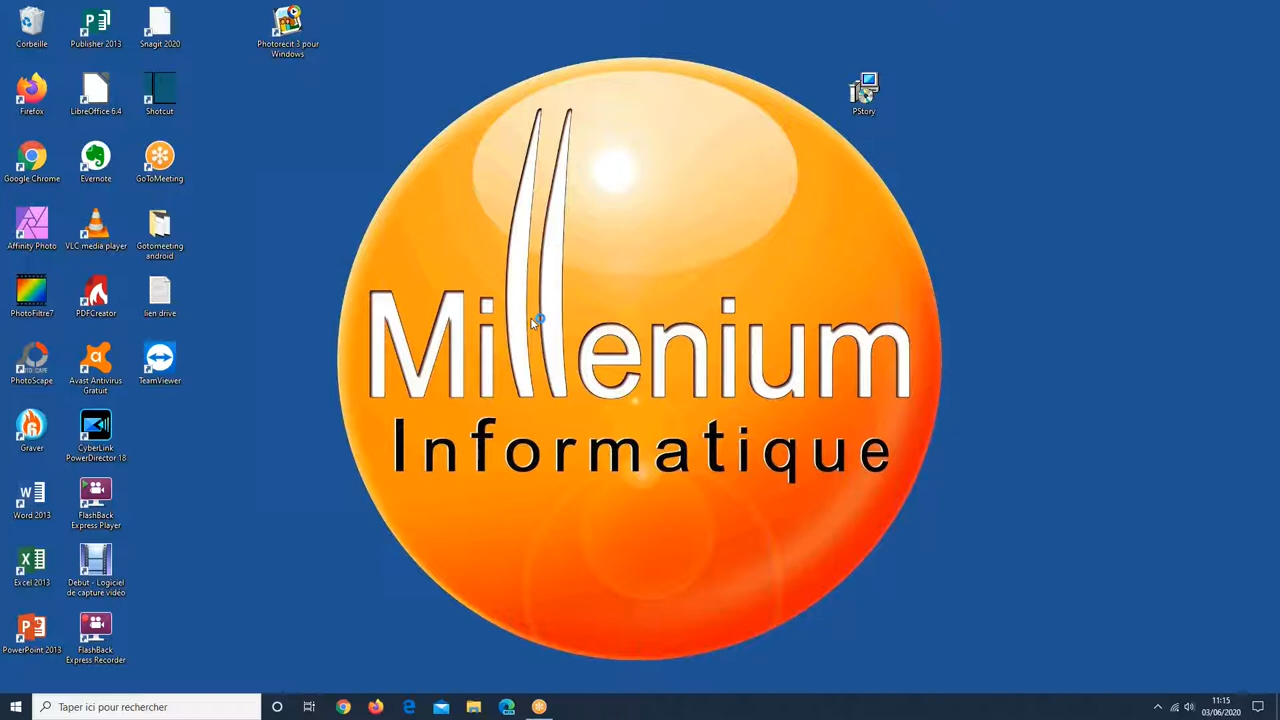 Corbeille
Publisher 2013
Snagit 2020
Photorecit 3 pour
Windows
Firefox
LibreOffice 6.4
Shotcut
PStory
Google Chrome
Evernote
GoToMeeting
Affinity Photo
VLC media player
Gotomeeting
android
PhotoFiltre7
PDFCreator
lien drive
PhotoScape
Avast Antivirus
Gratuit
TeamViewer
Graver
CyberLink
PowerDirector 18
Word 2013
FlashBack
Express Player
Excel 2013
Debut - Logiciel
de capture vidéo
PowerPoint 2013
FlashBack
Express Recorder
Millenium
Informatique
Taper ici pour rechercher
11:15
03/06/2020